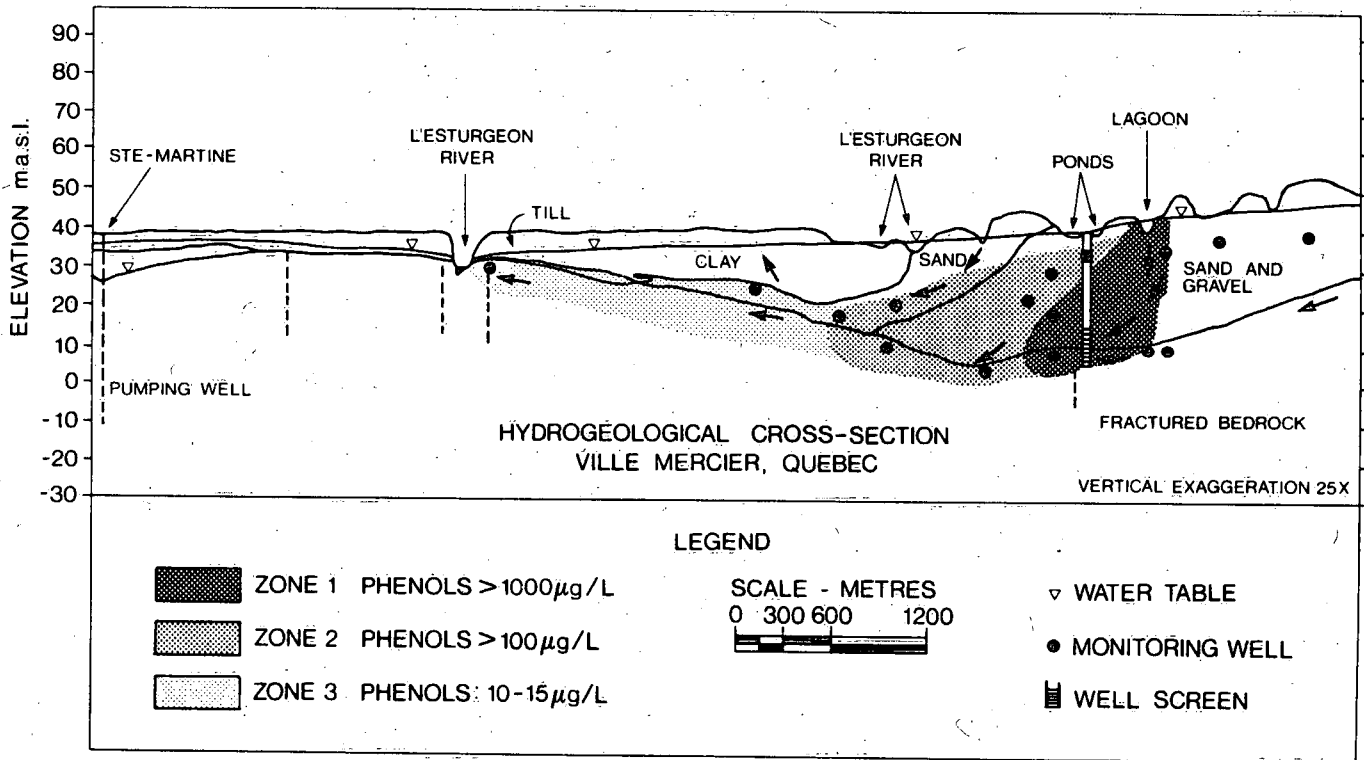 90
80
70
60
50
40
30
20
10
0
-10
-20
-30
ELEVATION m.a.s.l.
STE-MARTINE
L'ESTURGEON
RIVER
TILL
L'ESTURGEON
RIVER
PONDS
LAGOON
CLAY
SAND
SAND AND
GRAVEL
PUMPING WELL
FRACTURED BEDROCK
HYDROGEOLOGICAL CROSS-SECTION
VILLE MERCIER, QUEBEC
VERTICAL EXAGGERATION 25X
LEGEND
ZONE 1 PHENOLS > 1000µg/L
ZONE 2 PHENOLS > 100µg/L
ZONE 3 PHENOLS: 10-15µg/L
SCALE - METRES
0 300 600 1200
WATER TABLE
MONITORING WELL
WELL SCREEN